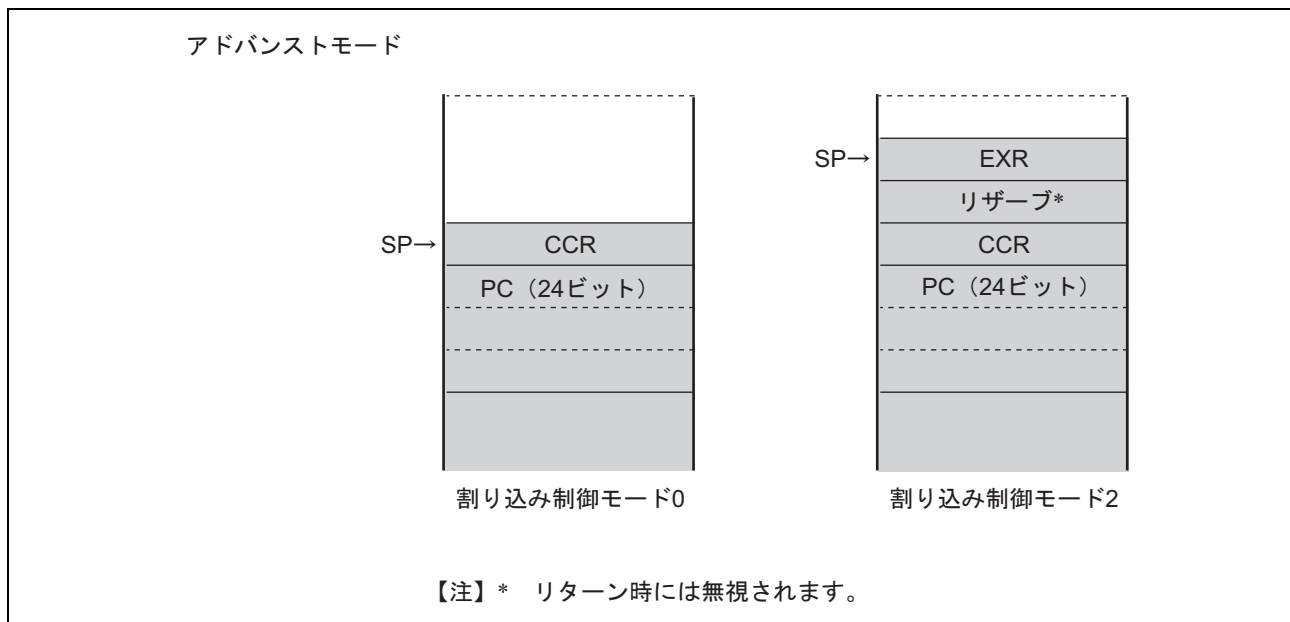 アドバンストモード
SP→
CCR
PC（24ビット）
割り込み制御モード0
SP→
EXR
リザーブ*
CCR
PC（24ビット）
割り込み制御モード2
【注】*　リターン時には無視されます。